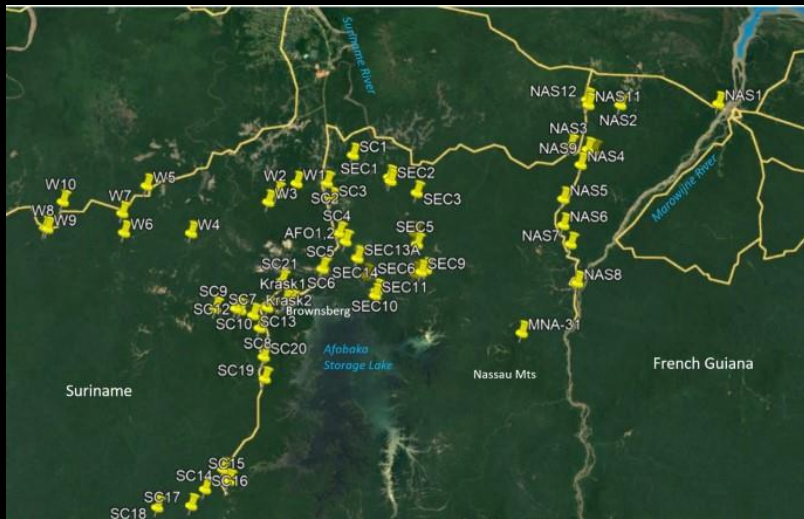 Suriname River
NAS12
NAS11
NAS1
NAS2
NAS3
NAS9
NAS4
SC1
SEC1
SEC2
W5
W2
W1
SC3
SEC3
W10
W3
SC2
NAS5
Marowijne River
W7
W8
W9
W6
W4
SC4
AFO1,2
SEC5
NAS6
NAS7
SC5
SEC13A
SC21
SC6
SEC14
SEC6
SEC9
NAS8
Krask1
SEC11
SC9
SC7
Krask2
SEC10
SC12
Brownsberg
SC10
SC13
MNA-31
SC8
SC20
Afobaka
Storage Lake
SC19
Nassau Mts
French Guiana
Suriname
SC15
SC14
SC16
SC17
SC18